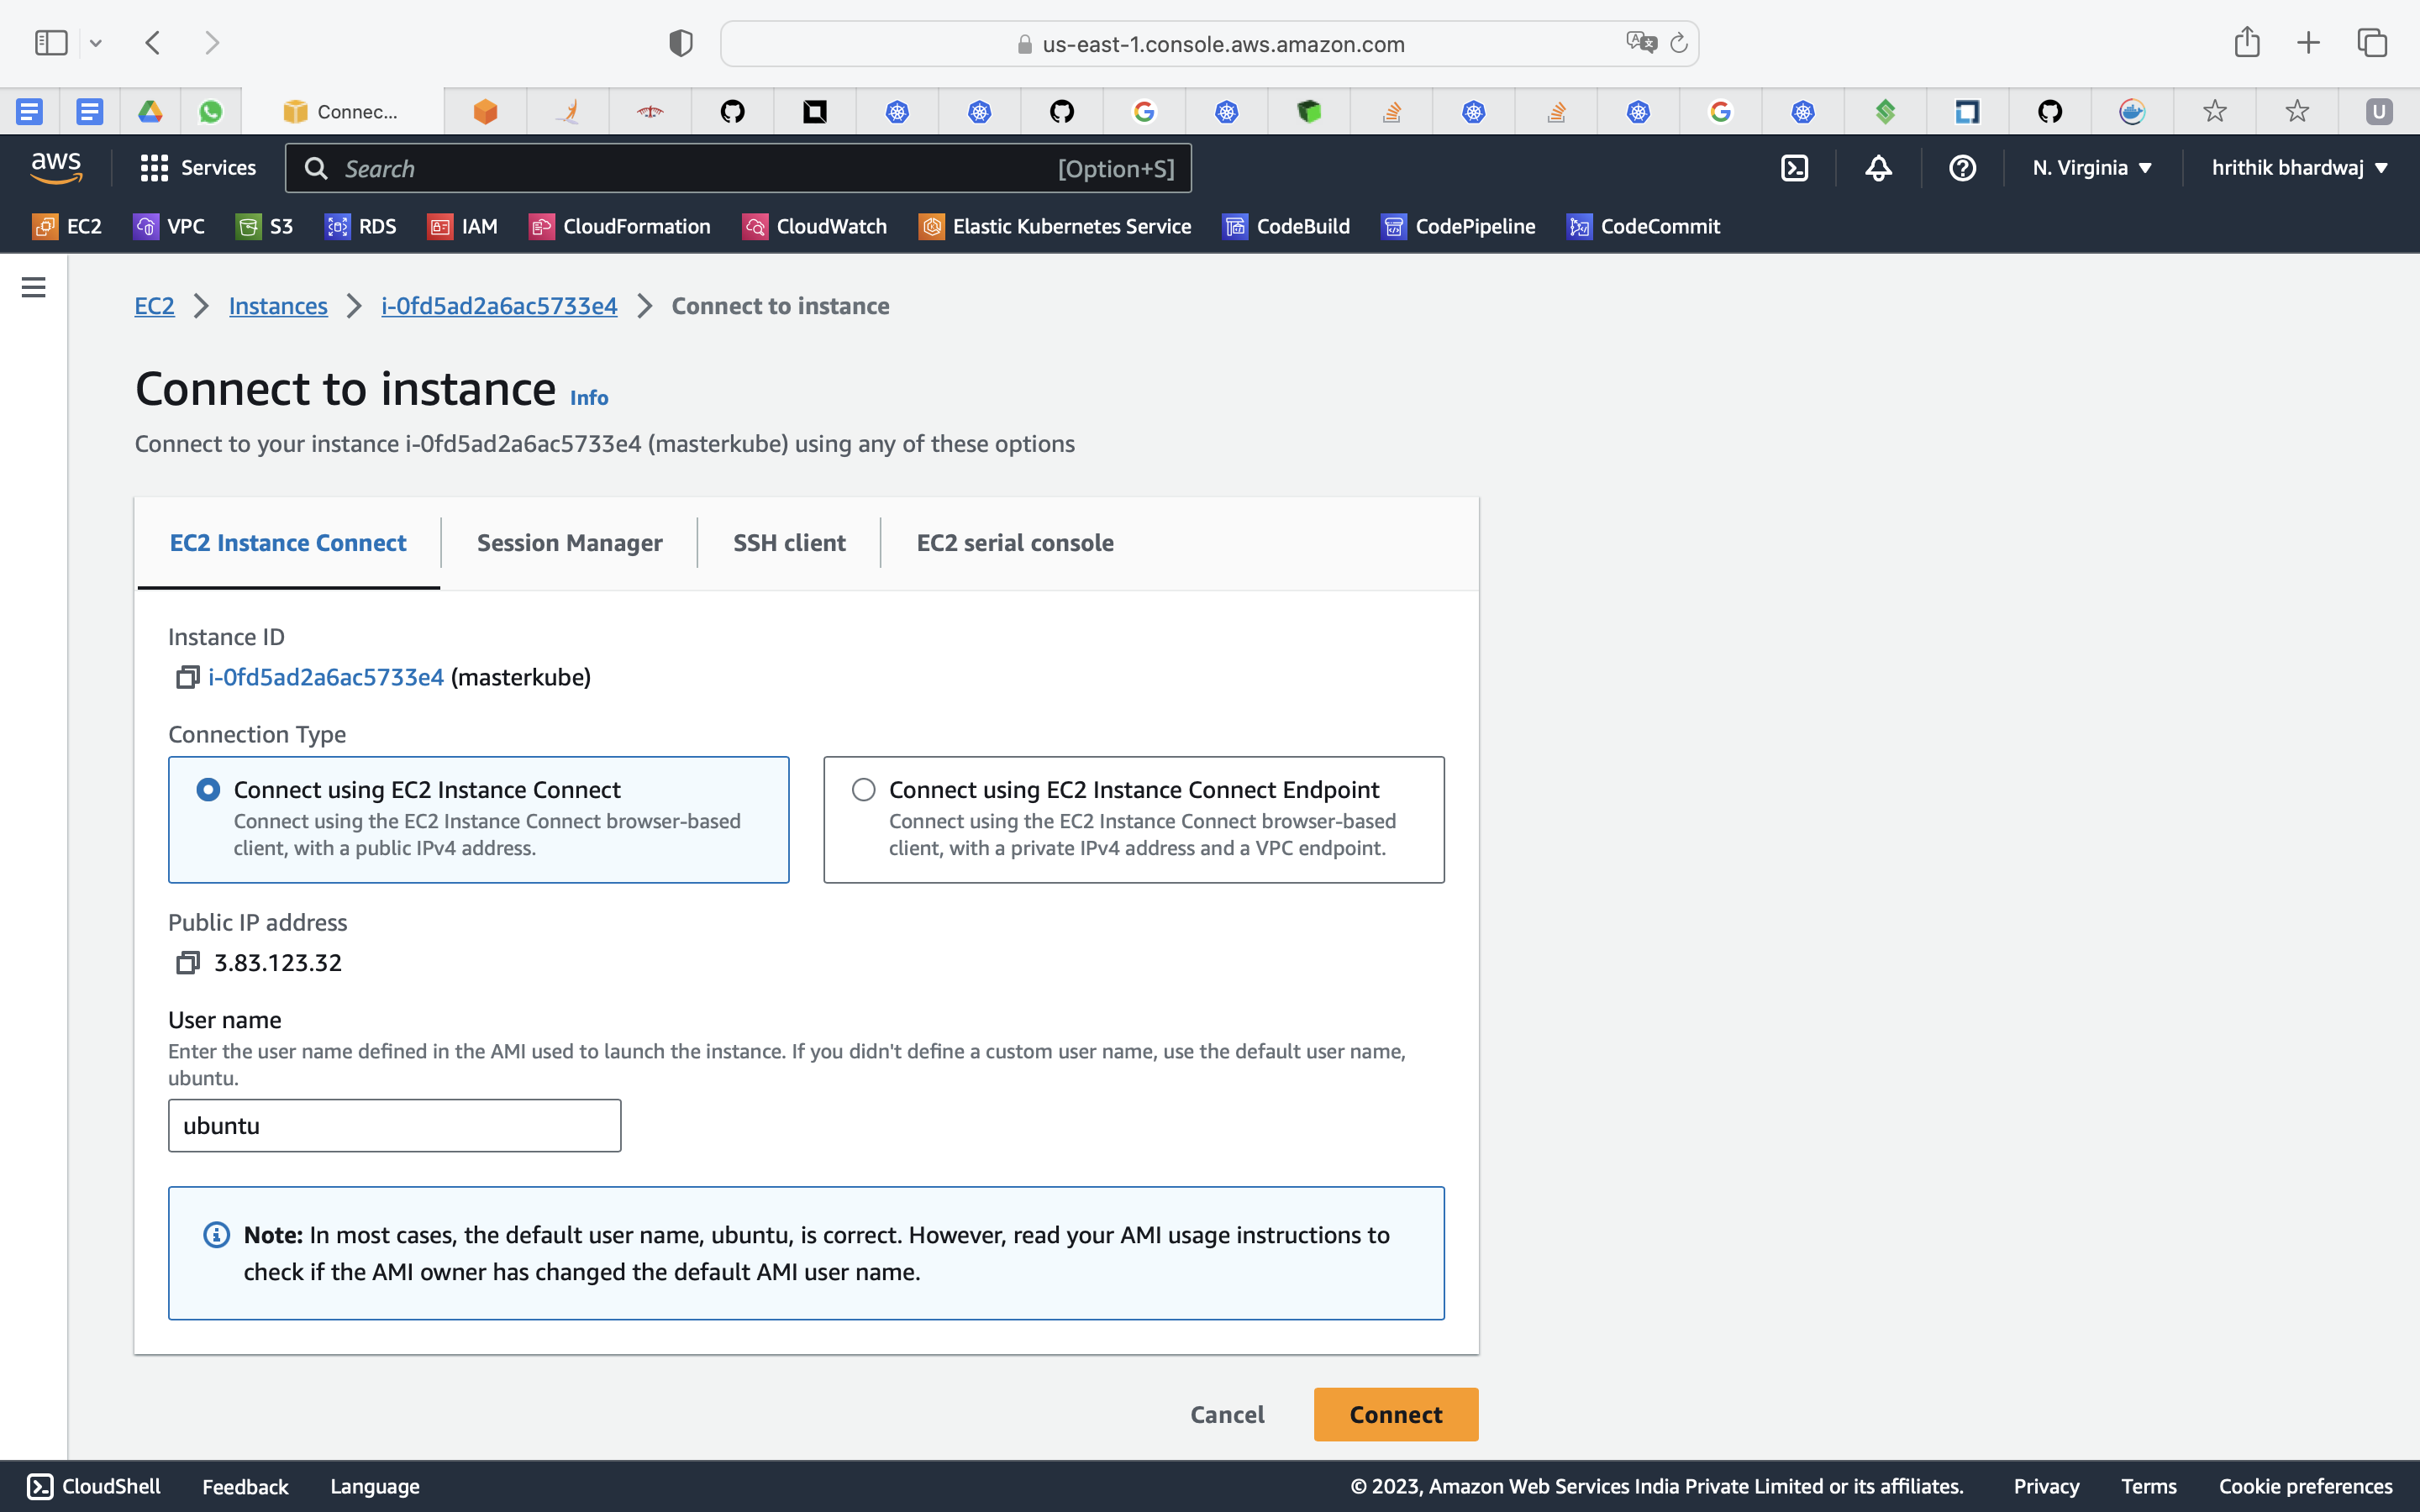 us-east-1.console.aws.amazon.com
Connec...
U
aws
Services
Search
[Option+S]
N. Virginia
hrithik bhardwaj
EC2
VPC
S3
RDS
IAM
CloudFormation
CloudWatch
Elastic Kubernetes Service
CodeBuild
CodePipeline
CodeCommit
EC2
Instances
i-0fd5ad2a6ac5733e4
Connect to instance
Connect to instance Info
Connect to your instance i-0fd5ad2a6ac5733e4 (masterkube) using any of these options
EC2 Instance Connect
Session Manager
SSH client
EC2 serial console
Instance ID
i-0fd5ad2a6ac5733e4 (masterkube)
Connection Type
Connect using EC2 Instance Connect
Connect using the EC2 Instance Connect browser-based
client, with a public IPv4 address.
Connect using EC2 Instance Connect Endpoint
Connect using the EC2 Instance Connect browser-based
client, with a private IPv4 address and a VPC endpoint.
Public IP address
3.83.123.32
User name
Enter the user name defined in the AMI used to launch the instance. If you didn't define a custom user name, use the default user name,
ubuntu.
ubuntu
Note: In most cases, the default user name, ubuntu, is correct. However, read your AMI usage instructions to
check if the AMI owner has changed the default AMI user name.
Cancel
Connect
CloudShell
Feedback
Language
© 2023, Amazon Web Services India Private Limited or its affiliates.
Privacy
Terms
Cookie preferences